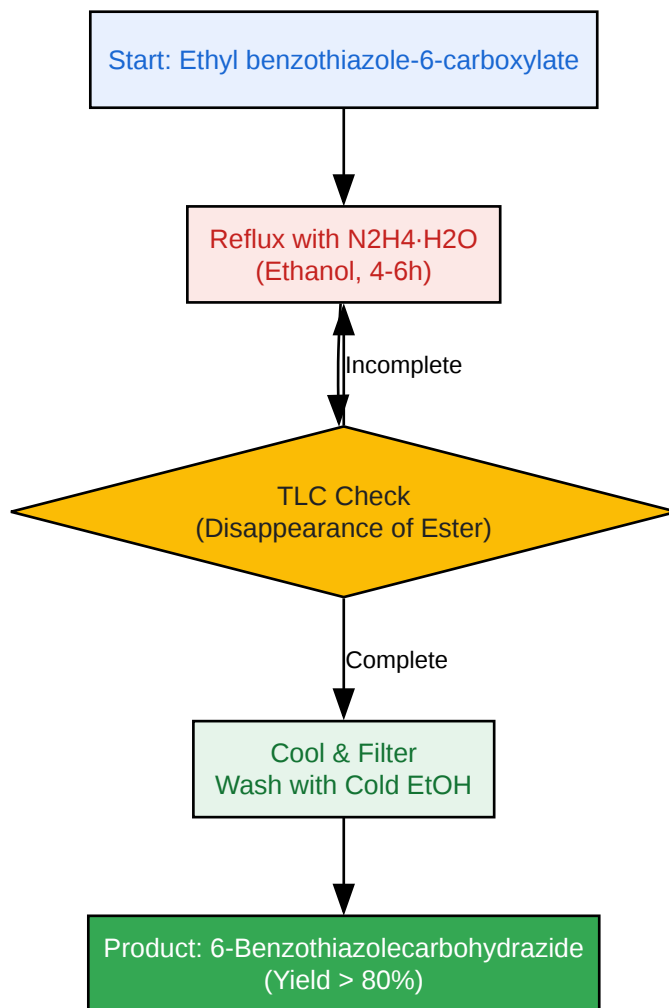 Start: Ethyl benzothiazole-6-carboxylate
Reflux with N2H4·H2O
(Ethanol, 4-6h)
Incomplete
TLC Check
(Disappearance of Ester)
Complete
Cool & Filter
Wash with Cold EtOH
Product: 6-Benzothiazolecarbohydrazide
(Yield > 80%)